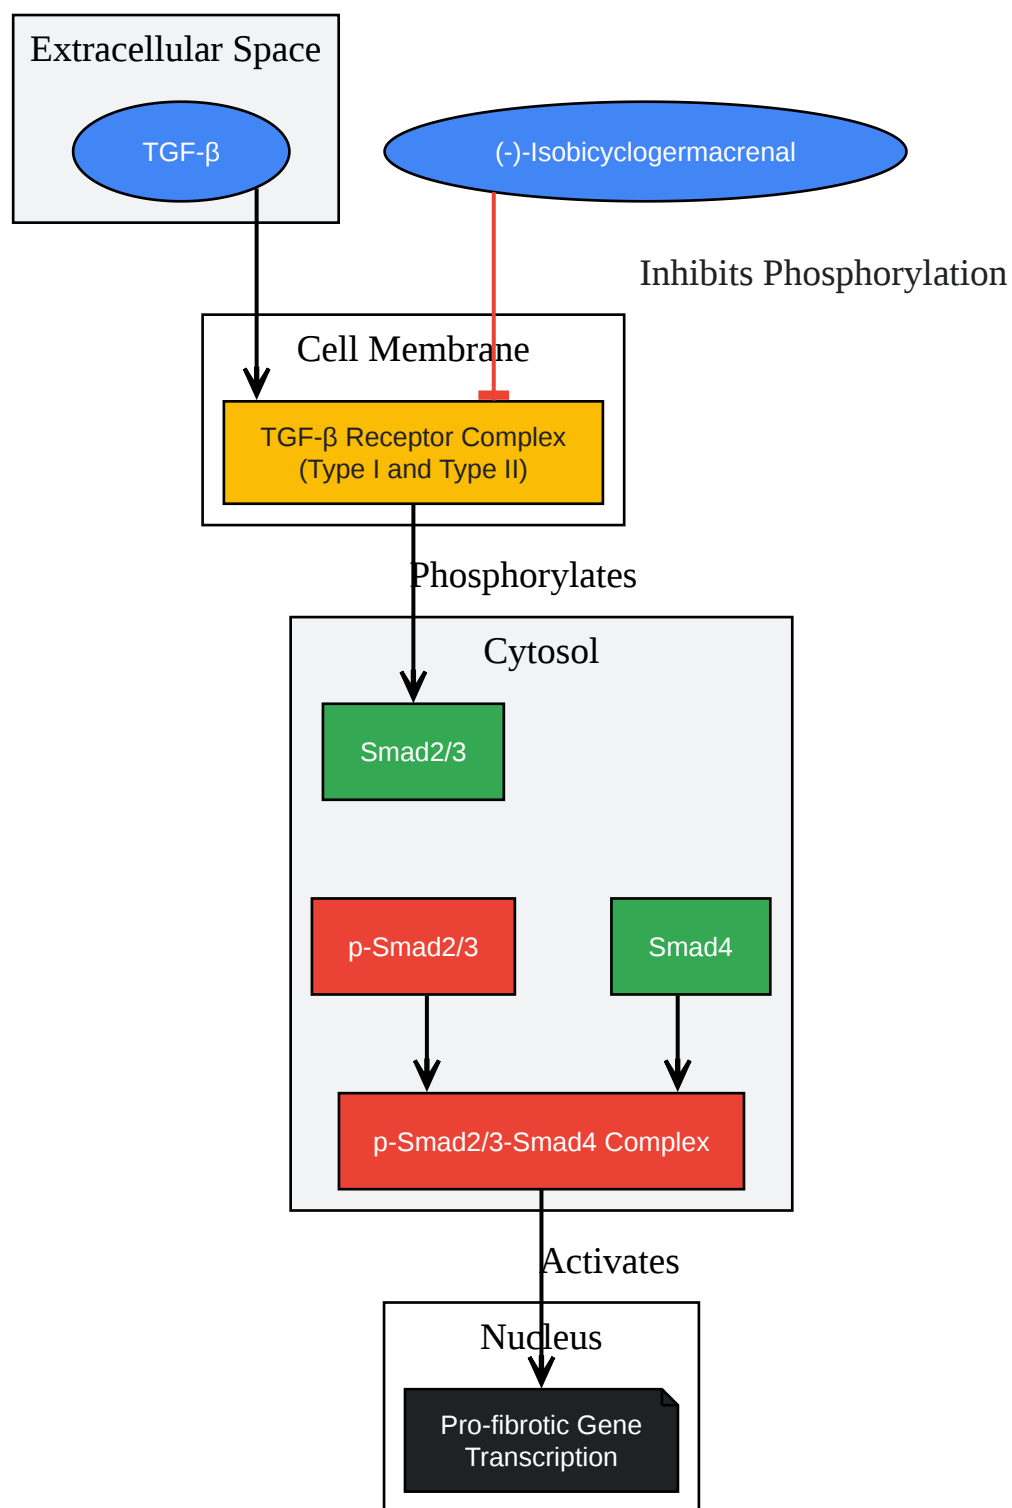 Extracellular Space
TGF-β
(-)-Isobicyclogermacrenal
Inhibits Phosphorylation
Cell Membrane
TGF-β Receptor Complex
(Type I and Type II)
Phosphorylates
Cytosol
Smad2/3
p-Smad2/3
Smad4
p-Smad2/3-Smad4 Complex
Activates
Nucleus
Pro-fibrotic Gene
Transcription